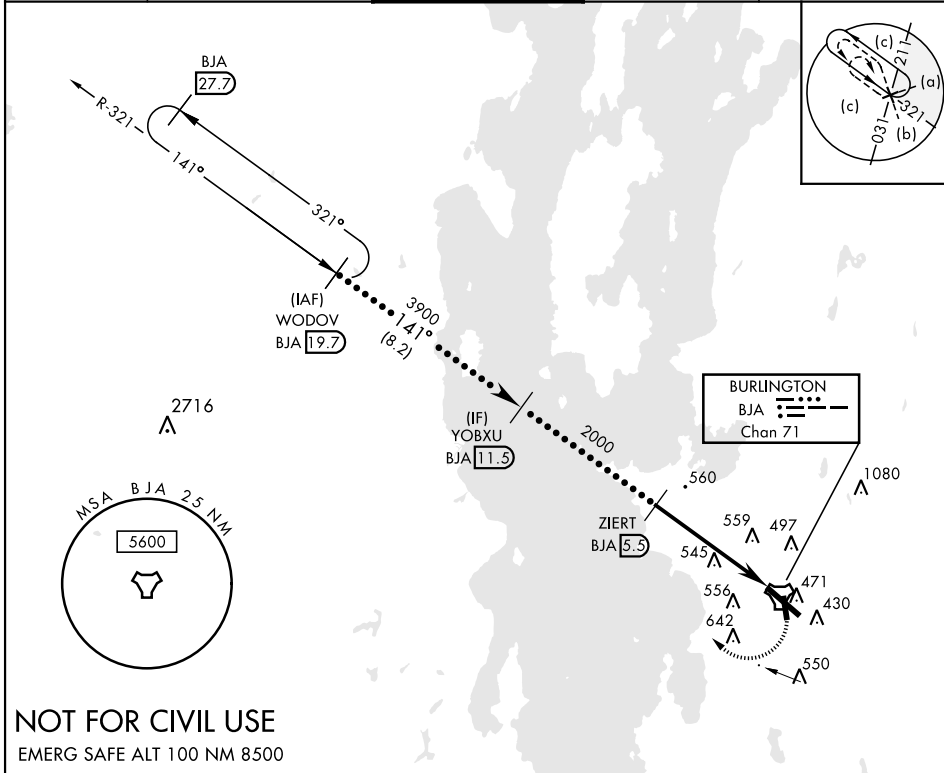 BJA
27.7
R-321
141°
321°
(c)
211
(a)
(c)
321
031
(b)
(IAF)
WODOV
BJA 19.7
3900
141°
(8.2)
(IF)
YOBXU
BJA 11.5
2000
BURLINGTON
BJA
Chan 71
2716
560
1080
ZIERT
BJA 5.5
559
497
545
471
556
430
642
550
MSA BJA 25 NM
5600
NOT FOR CIVIL USE
EMERG SAFE ALT 100 NM 8500